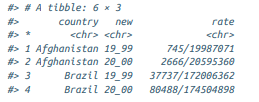 #> # A tibble: 6 × 3
#> country new rate
#> * <chr> <chr> <chr>
#> 1 Afghanistan 19_99 745/19987071
#> 2 Afghanistan 20_00 2666/20595360
#> 3 Brazil 19_99 37737/172006362
#> 4 Brazil 20_00 80488/174504898